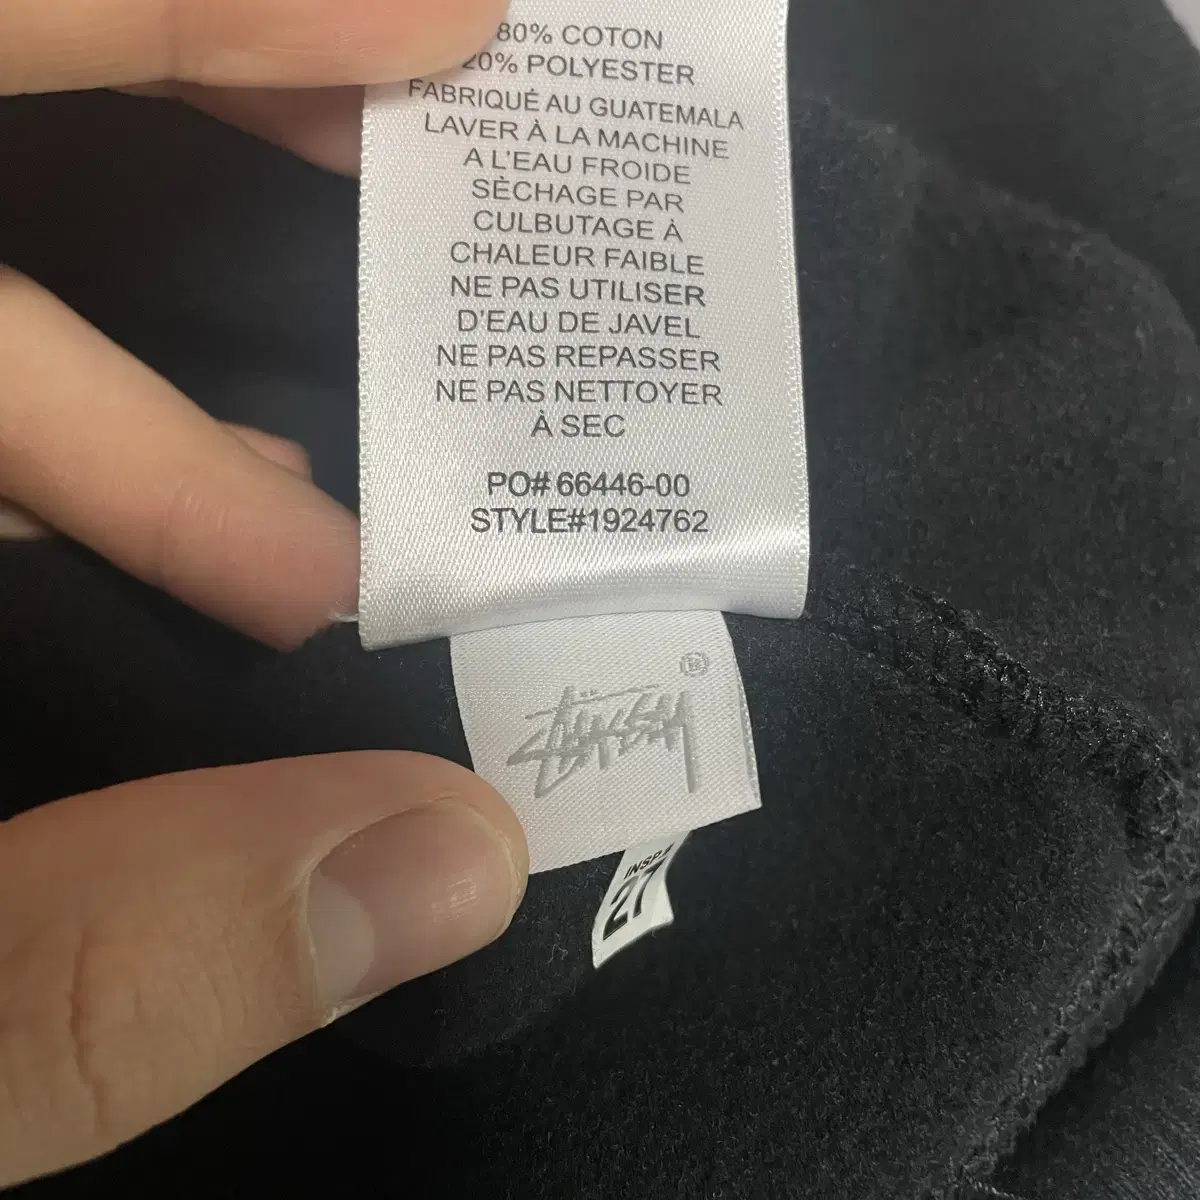 80% COTON
20% POLYESTER
FABRIQUÉ AU GUATEMALA
LAVER À LA MACHINE
A L'EAU FROIDE
SÈCHAGE PAR
CULBUTAGE À
CHALEUR FAIBLE
NE PAS UTILISER
D'EAU DE JAVEL
NE PAS REPASSER
NE PAS NETTOYER
À SEC
PO# 66446-00
STYLE#1924762
®
STÜSSY
INSP.#
27